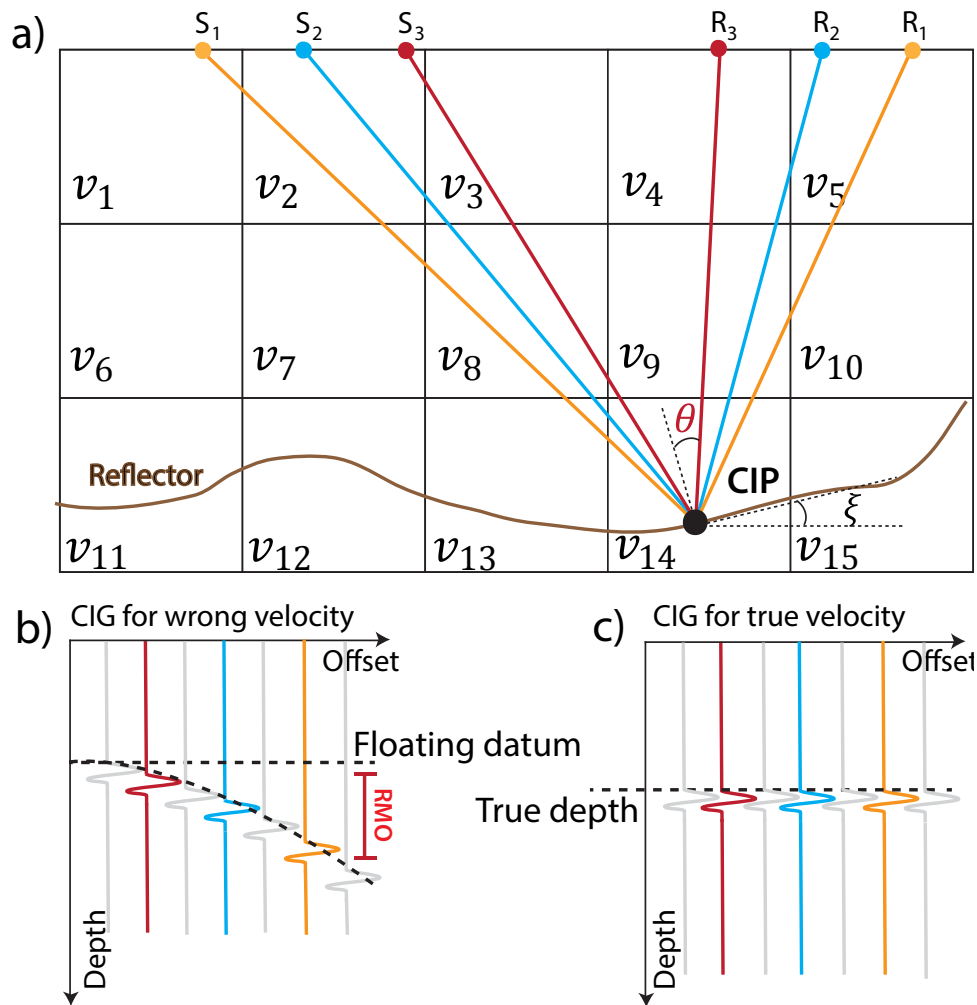 a)
S₁ S₂ S₃ R₃ R₂ R₁
v₁ v₂ v₃ v₄ v₅
v₆ v₇ v₈ v₉ v₁₀
θ
Reflector CIP
ξ
v₁₁ v₁₂ v₁₃ v₁₄ v₁₅
b) CIG for wrong velocity
Offset
Floating datum
RMO
Depth
c) CIG for true velocity
Offset
True depth
Depth